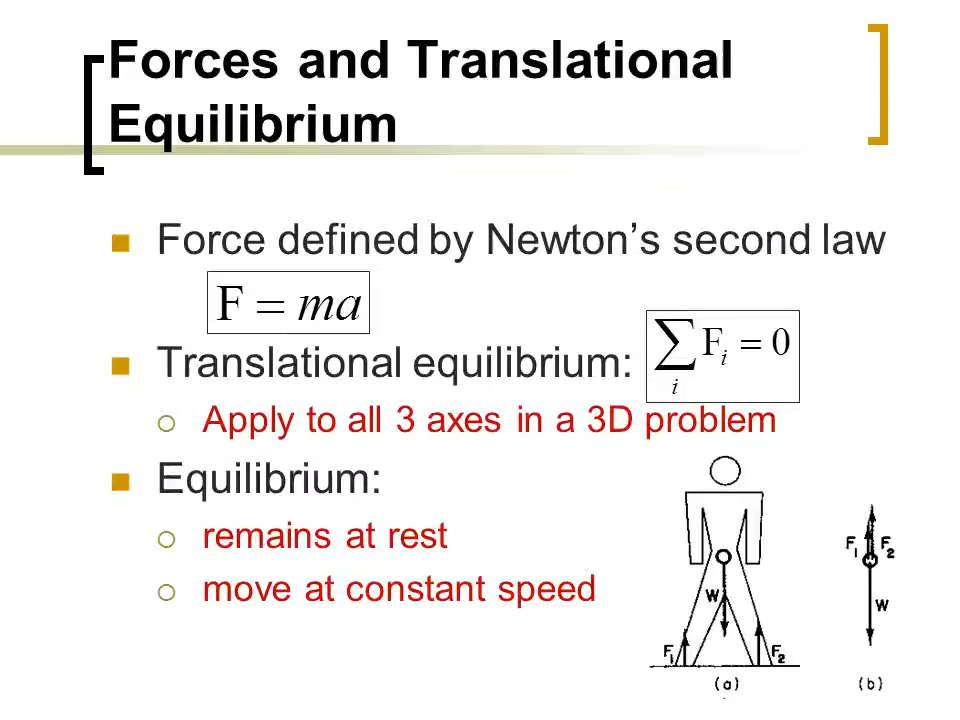 Forces and Translational
Equilibrium
Force defined by Newton’s second law
F = ma
Translational equilibrium:
∑ᵢ Fᵢ = 0
Apply to all 3 axes in a 3D problem
Equilibrium:
remains at rest
move at constant speed
W
F₁ F₂
(a)
F₁ F₂
W
(b)